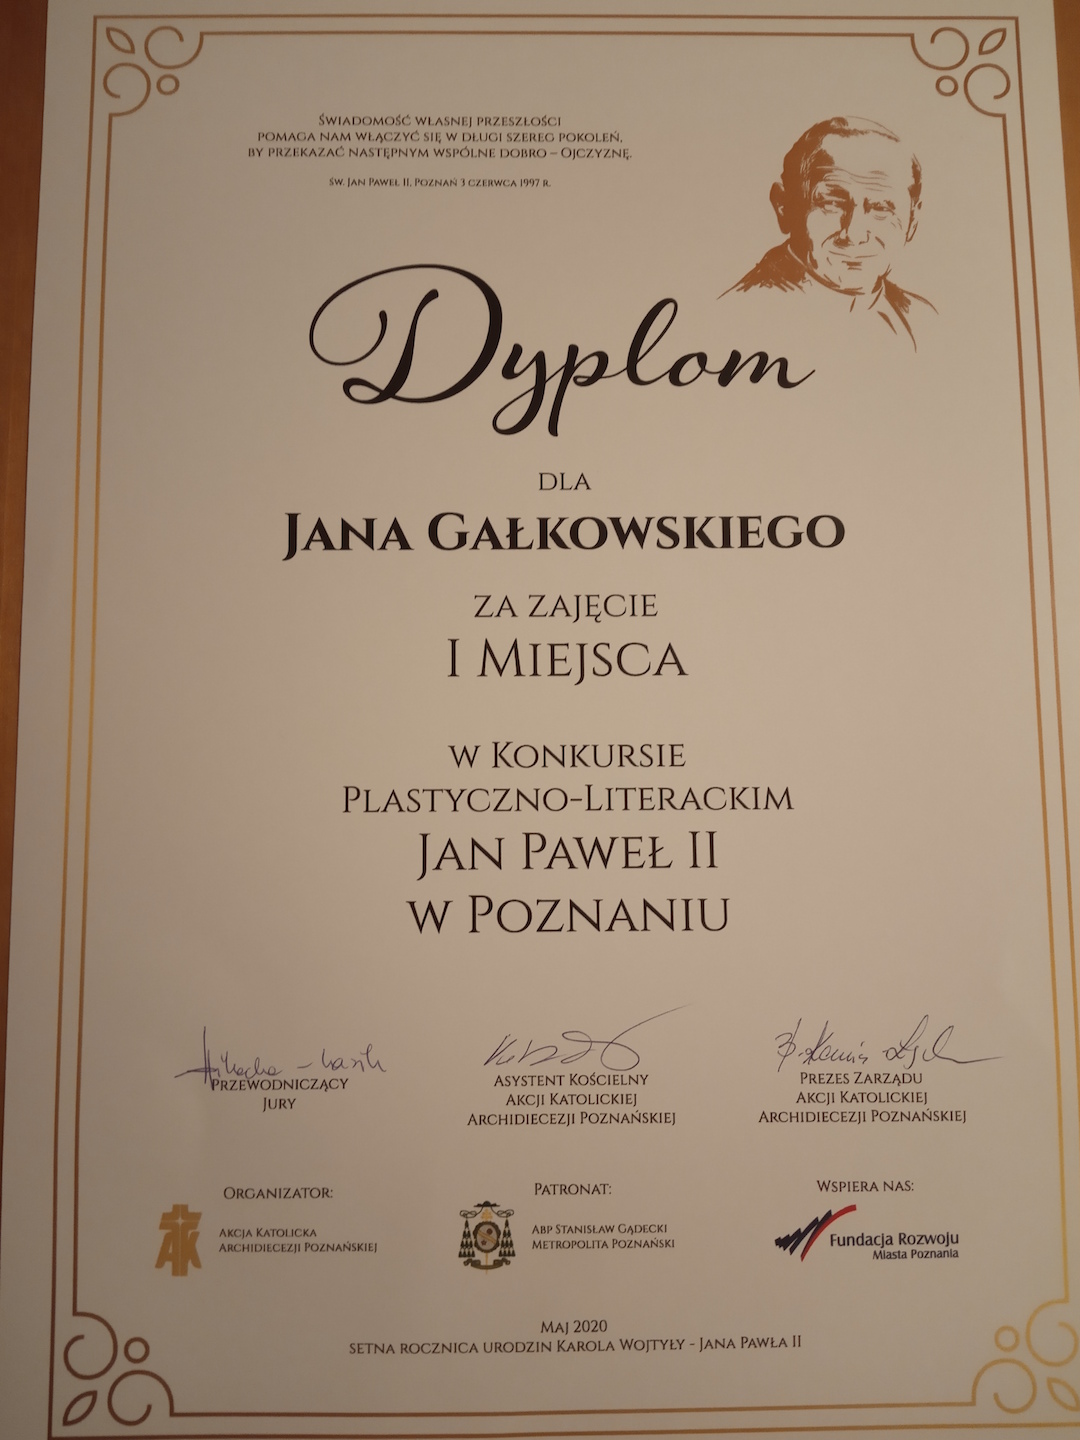 ŚWIADOMOŚĆ WŁASNEJ PRZESZŁOŚCI
POMAGA NAM WŁĄCZYĆ SIĘ W DŁUGI SZEREG POKOLEŃ,
BY PRZEKAZAĆ NASTĘPNYM WSPÓLNE DOBRO – OJCZYZNĘ.
ŚW. JAN PAWEŁ II, POZNAŃ 3 CZERWCA 1997 R.
Dyplom
DLA
JANA GAŁKOWSKIEGO
ZA ZAJĘCIE
I MIEJSCA
W KONKURSIE
PLASTYCZNO-LITERACKIM
JAN PAWEŁ II
W POZNANIU
PRZEWODNICZĄCY
JURY
ASYSTENT KOŚCIELNY
AKCJI KATOLICKIEJ
ARCHIDIECEZJI POZNAŃSKIEJ
PREZES ZARZĄDU
AKCJI KATOLICKIEJ
ARCHIDIECEZJI POZNAŃSKIEJ
ORGANIZATOR:
AK
AKCJA KATOLICKA
ARCHIDIECEZJI POZNAŃSKIEJ
PATRONAT:
ABP STANISŁAW GĄDECKI
METROPOLITA POZNAŃSKI
WSPIERA NAS:
Fundacja Rozwoju
Miasta Poznania
MAJ 2020
SETNA ROCZNICA URODZIN KAROLA WOJTYŁY - JANA PAWŁA II